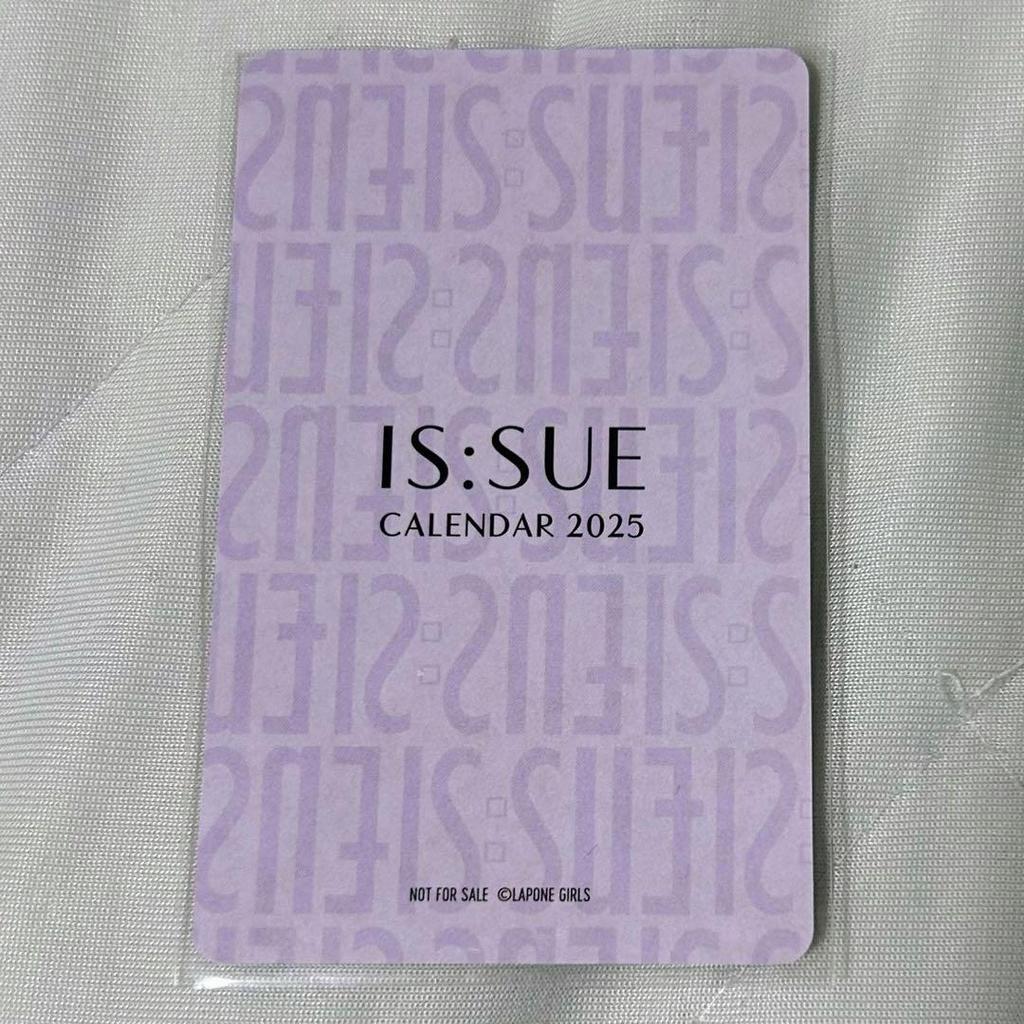 IS:SUE
CALENDAR 2025
NOT FOR SALE ©LAPONE GIRLS